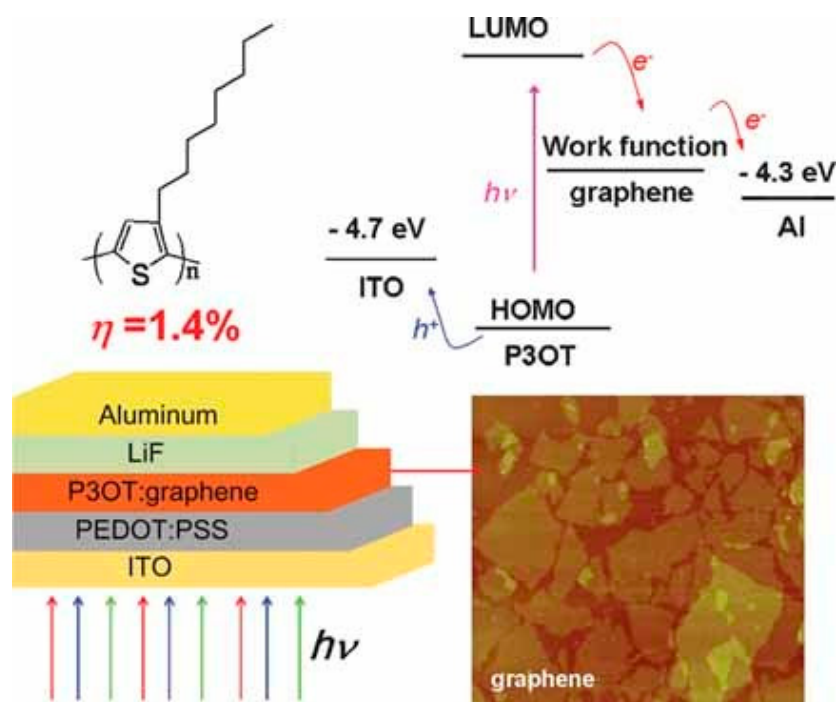 LUMO
e-
Work function
graphene
e-
- 4.3 eV
Al
hν
- 4.7 eV
ITO
h+
HOMO
P3OT
S
n
η =1.4%
Aluminum
LiF
P3OT:graphene
PEDOT:PSS
ITO
hν
graphene